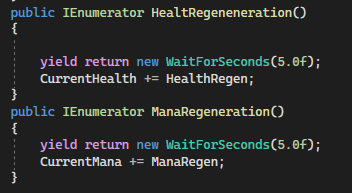 public IEnumerator HealtRegeneneration()
{
yield return new WaitForSeconds(5.0f);
CurrentHealth += HealthRegen;
}
public IEnumerator ManaRegeneration()
{
yield return new WaitForSeconds(5.0f);
CurrentMana += ManaRegen;
}